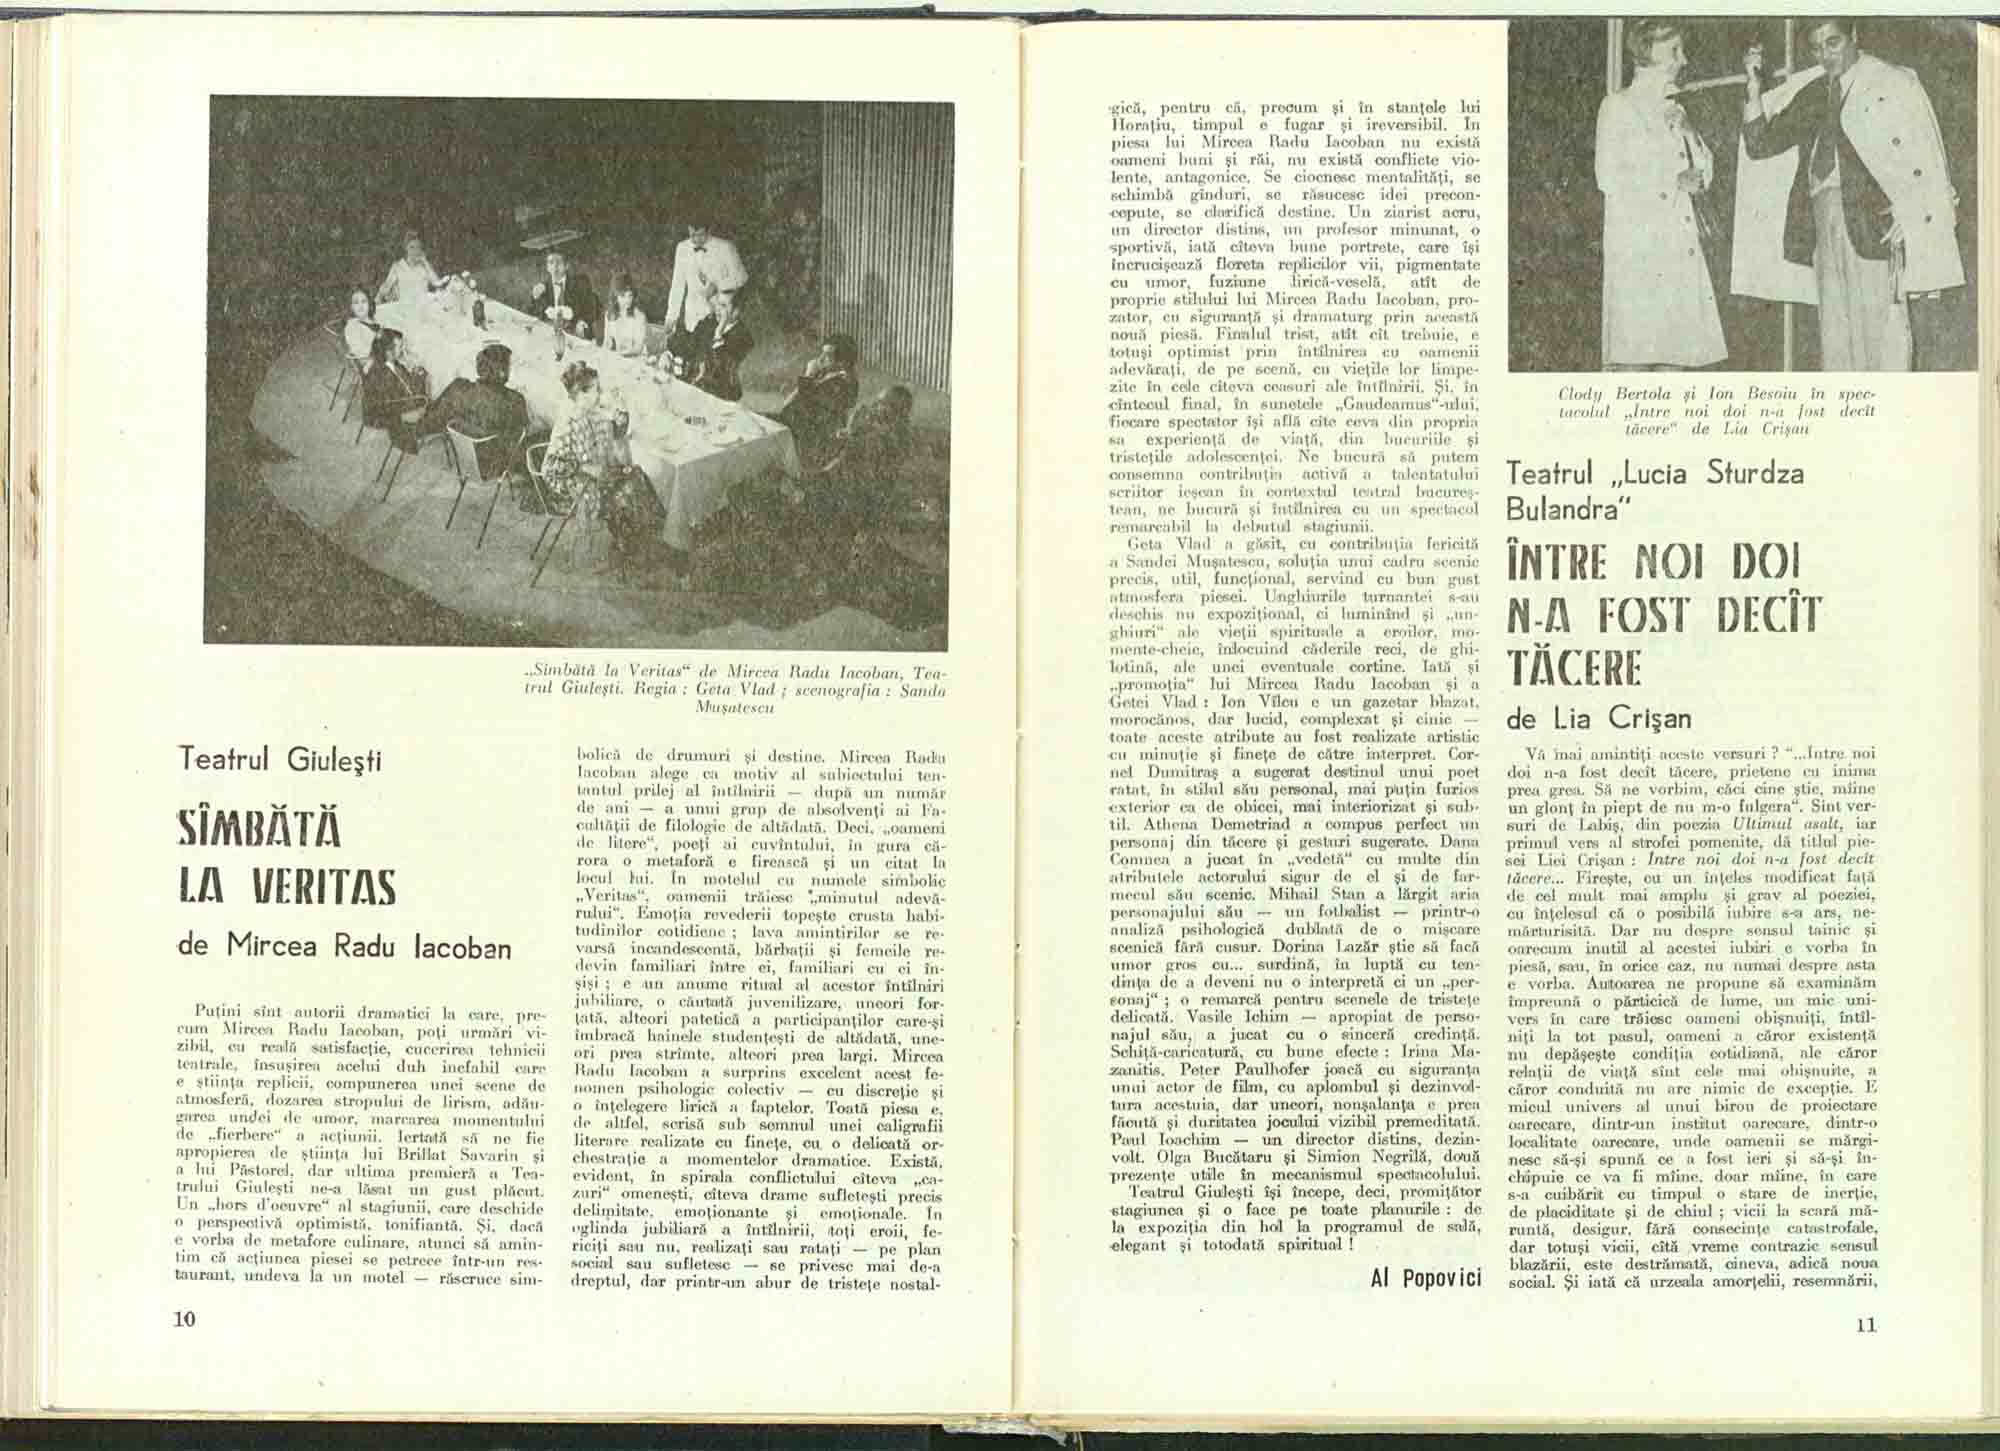 „Sîmbătă la Veritas“ de Mircea Radu Iacoban, Tea-
trul Giulești. Regia : Geta Vlad ; scenografia : Sanda
Mușatescu
Teatrul Giulești
SÎMBĂTĂ
LA VERITAS
de Mircea Radu Iacoban
Puțini sînt autorii dramatici la care, pre-
cum Mircea Radu Iacoban, poți urmări vi-
zibil, cu reală satisfacție, cucerirea tehnicii
teatrale, însușirea acelui duh inefabil care
e știința replicii, compunerea unei scene de
atmosferă, dozarea stropului de lirism, adău-
garea undei de umor, marcarea momentului
de „fierbere“ a acțiunii. Iertată să ne fie
apropierea de știința lui Brillat Savarin și
a lui Păstorel, dar ultima premieră a Tea-
trului Giulești ne-a lăsat un gust plăcut.
Un „hors d'oeuvre“ al stagiunii, care deschide
o perspectivă optimistă, tonifiantă. Și, dacă
e vorba de metafore culinare, atunci să amin-
tim că acțiunea piesei se petrece într-un res-
taurant, undeva la un motel — răscruce sim-
10
bolică de drumuri și destine. Mircea Radu
Iacoban alege ca motiv al subiectului ten-
tantul prilej al întîlnirii — după un număr
de ani — a unui grup de absolvenți ai Fa-
cultății de filologie de altădată. Deci, „oameni
de litere“, poeți ai cuvîntului, în gura că-
rora o metaforă e firească și un citat la
locul lui. In motelul cu numele simbolic
„Veritas“, oamenii trăiesc „minutul adevă-
rului“. Emoția revederii topește crusta habi-
tudinilor cotidiene ; lava amintirilor se re-
varsă incandescentă, bărbații și femeile re-
devin familiari între ei, familiari cu ei în-
șiși ; e un anume ritual al acestor întîlniri
jubiliare, o căutată juvenilizare, uneori for-
țată, alteori patetică a participanților care-și
îmbracă hainele studențești de altădată, une-
ori prea strîmte, alteori prea largi. Mircea
Radu Iacoban a surprins excelent acest fe-
nomen psihologic colectiv — cu discreție și
o înțelegere lirică a faptelor. Toată piesa e,
de altfel, scrisă sub semnul unei caligrafii
literare realizate cu finețe, cu o delicată or-
chestrație a momentelor dramatice. Există,
evident, în spirala conflictului cîteva „ca-
zuri“ omenești, cîteva drame sufletești precis
delimitate, emoționante și emoționale. In
oglinda jubiliară a întîlnirii, toți eroii, fe-
riciți sau nu, realizați sau ratați — pe plan
social sau sufletesc — se privesc mai de-a
dreptul, dar printr-un abur de tristețe nostal-
gică, pentru că, precum și în stanțele lui
Horațiu, timpul e fugar și ireversibil. In
piesa lui Mircea Radu Iacoban nu există
oameni buni și răi, nu există conflicte vio-
lente, antagonice. Se ciocnesc mentalități, se
schimbă gînduri, se răsucesc idei precon-
cepute, se clarifică destine. Un ziarist acru,
un director distins, un profesor minunat, o
sportivă, iată cîteva bune portrete, care își
încrucișează floreta replicilor vii, pigmentate
cu umor, fuziune lirică-veselă, atît de
proprie stilului lui Mircea Radu Iacoban, pro-
zator, cu siguranță și dramaturg prin această
nouă piesă. Finalul trist, atît cît trebuie, e
totuși optimist prin întîlnirea cu oamenii
adevărați, de pe scenă, cu viețile lor limpe-
zite în cele cîteva ceasuri ale întîlnirii. Și, în
cîntecul final, în sunetele „Gaudeamus“-ului,
fiecare spectator își află cîte ceva din propria
sa experiență de viață, din bucuriile și
tristețile adolescenței. Ne bucură să putem
consemna contribuția activă a talentatului
scriitor ieșean în contextul teatral bucureș-
tean, ne bucură și întîlnirea cu un spectacol
remarcabil la debutul stagiunii.
Geta Vlad a găsit, cu contribuția fericită
a Sandei Mușatescu, soluția unui cadru scenic
precis, util, funcțional, servind cu bun gust
atmosfera piesei. Unghiurile turnantei s-au
deschis nu expozițional, ci luminînd și „un-
ghiuri“ ale vieții spirituale a eroilor, mo-
mente-cheie, înlocuind căderile reci, de ghi-
lotină, ale unei eventuale cortine. Iată și
„promoția“ lui Mircea Radu Iacoban și a
Getei Vlad : Ion Vîlcu e un gazetar blazat,
morocănos, dar lucid, complexat și cinic —
toate aceste atribute au fost realizate artistic
cu minuție și finețe de către interpret. Cor-
nel Dumitraș a sugerat destinul unui poet
ratat, în stilul său personal, mai puțin furios
exterior ca de obicei, mai interiorizat și sub-
til. Athena Demetriad a compus perfect un
personaj din tăcere și gesturi sugerate. Dana
Comnea a jucat în „vedetă“ cu multe din
atributele actorului sigur de el și de far-
mecul său scenic. Mihail Stan a lărgit aria
personajului său — un fotbalist — printr-o
analiză psihologică dublată de o mișcare
scenică fără cusur. Dorina Lazăr știe să facă
umor gros cu... surdină, în luptă cu ten-
dința de a deveni nu o interpretă ci un „per-
sonaj“ ; o remarcă pentru scenele de tristețe
delicată. Vasile Ichim — apropiat de perso-
najul său, a jucat cu o sinceră credință.
Schiță-caricatură, cu bune efecte : Irina Ma-
zanitis. Peter Paulhofer joacă cu siguranța
unui actor de film, cu aplombul și dezinvol-
tura acestuia, dar uneori, nonșalanța e prea
făcută și duritatea jocului vizibil premeditată.
Paul Ioachim — un director distins, dezin-
volt. Olga Bucătaru și Simion Negrilă, două
prezențe utile în mecanismul spectacolului.
Teatrul Giulești își începe, deci, promițător
stagiunea și o face pe toate planurile : de
la expoziția din hol la programul de sală,
elegant și totodată spiritual !
Al Popovici
Clody Bertola și Ion Besoiu în spec-
tacolul „Intre noi doi n-a fost decît
tăcere“ de Lia Crișan
Teatrul „Lucia Sturdza
Bulandra“
ÎNTRE NOI DOI
N-A FOST DECÎT
TĂCERE
de Lia Crișan
Vă mai amintiți aceste versuri ? “...Intre noi
doi n-a fost decît tăcere, prietene cu inima
prea grea. Să ne vorbim, căci cine știe, mîine
un glonț în piept de nu m-o fulgera“. Sînt ver-
suri de Labiș, din poezia Ultimul asalt, iar
primul vers al strofei pomenite, dă titlul pie-
sei Liei Crișan : Intre noi doi n-a fost decît
tăcere... Firește, cu un înțeles modificat față
de cel mult mai amplu și grav al poeziei,
cu înțelesul că o posibilă iubire s-a ars, ne-
mărturisită. Dar nu despre sensul tainic și
oarecum inutil al acestei iubiri e vorba în
piesă, sau, în orice caz, nu numai despre asta
e vorba. Autoarea ne propune să examinăm
împreună o părticică de lume, un mic uni-
vers în care trăiesc oameni obișnuiți, întîl-
niți la tot pasul, oameni a căror existență
nu depășește condiția cotidiană, ale căror
relații de viață sînt cele mai obișnuite, a
căror conduită nu are nimic de excepție. E
micul univers al unui birou de proiectare
oarecare, dintr-un institut oarecare, dintr-o
localitate oarecare, unde oamenii se mărgi-
nesc să-și spună ce a fost ieri și să-și în-
chipuie ce va fi mîine, doar mîine, în care
s-a cuibărit cu timpul o stare de inerție,
de placiditate și de chiul ; vicii la scară mă-
runtă, desigur, fără consecințe catastrofale,
dar totuși vicii, cîtă vreme contrazic sensul
blazării, este destrămată, cineva, adică noua
social. Și iată că urzeala amorțelii, resemnării,
11